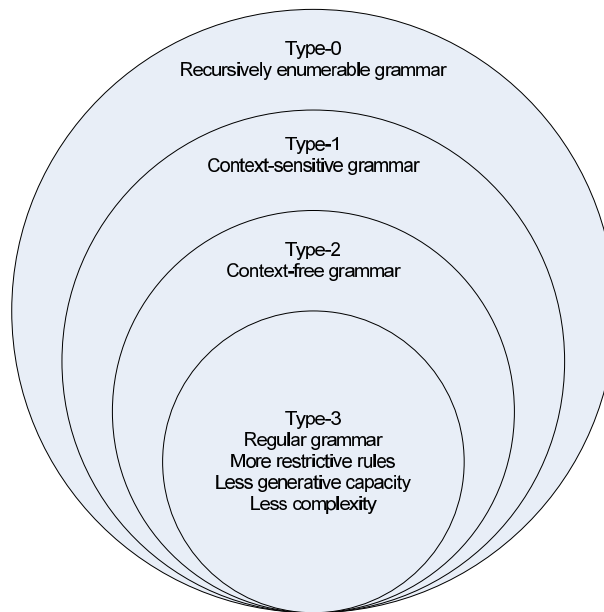 Type-0
Recursively enumerable grammar
Type-1
Context-sensitive grammar
Type-2
Context-free grammar
Type-3
Regular grammar
More restrictive rules
Less generative capacity
Less complexity